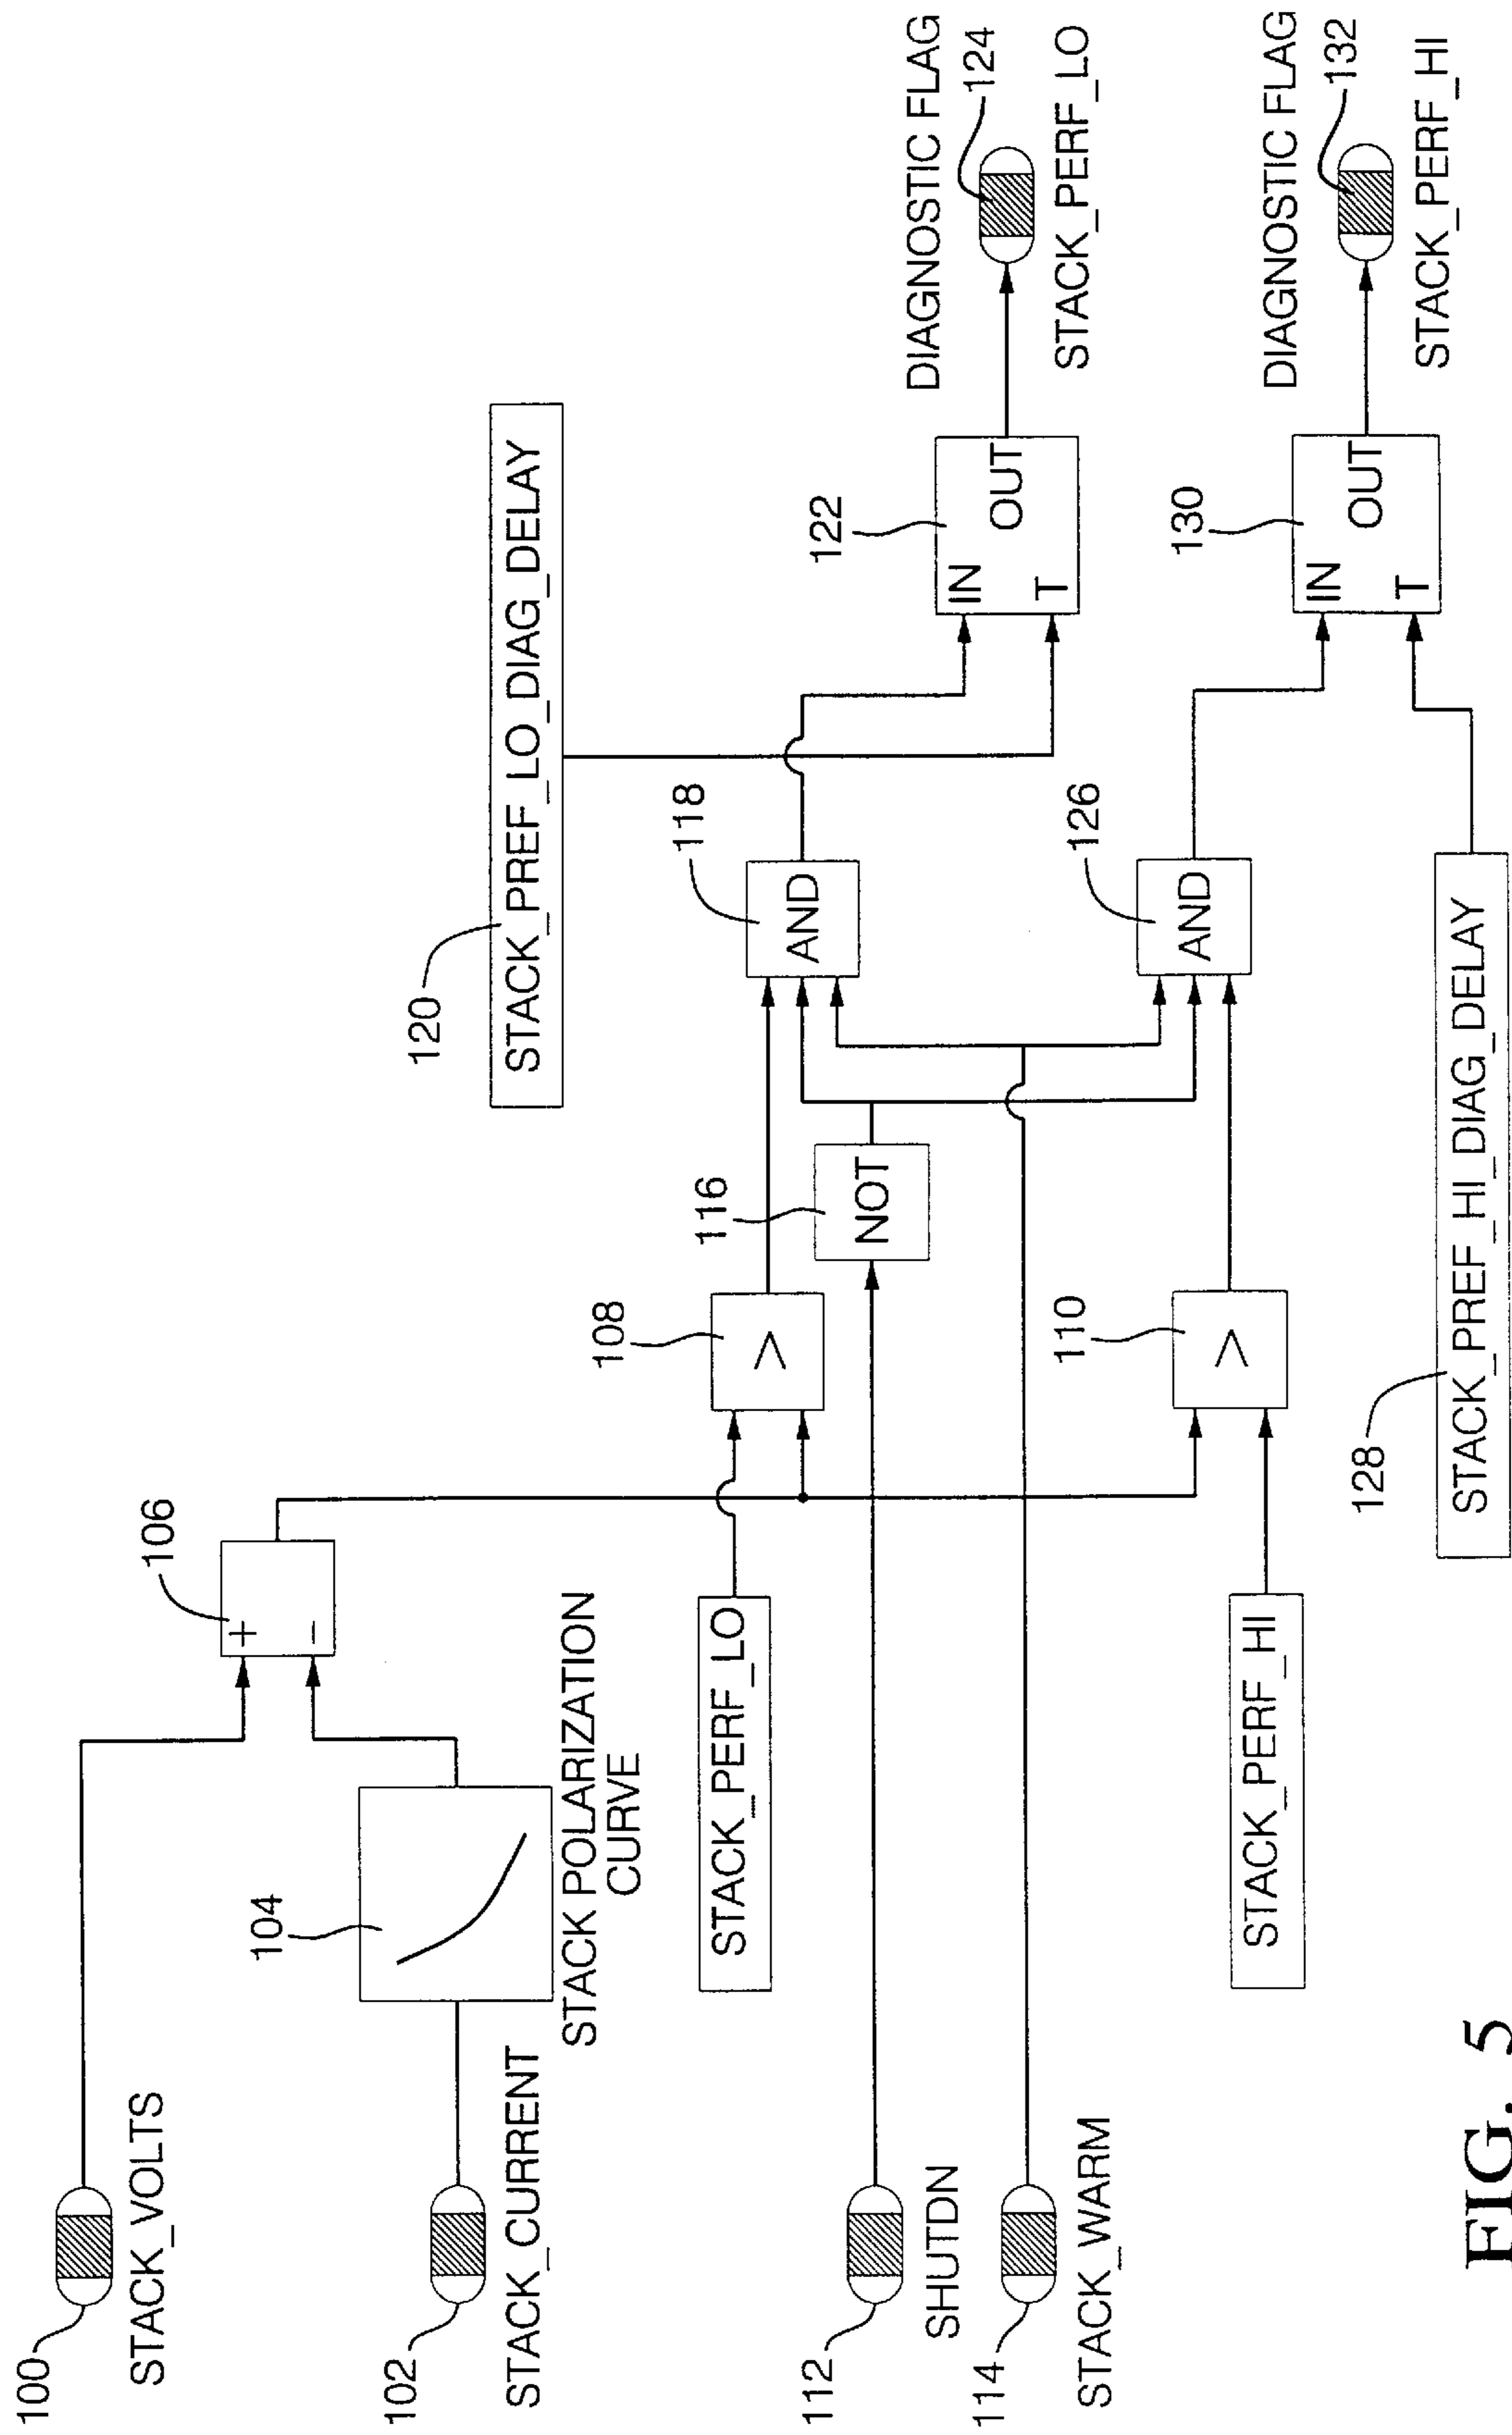 100
STACK_VOLTS
106
+
−
102
104
STACK_CURRENT
STACK POLARIZATION
CURVE
120
STACK_PREF_LO_DIAG_DELAY
108
>
116
118
AND
122
IN
OUT
T
DIAGNOSTIC FLAG
124
STACK_PERF_LO
STACK_PERF_LO
NOT
112
SHUTDN
114
STACK_WARM
110
>
126
AND
130
IN
OUT
T
DIAGNOSTIC FLAG
132
STACK_PERF_HI
STACK_PERF_HI
128
STACK_PREF_HI_DIAG_DELAY
FIG. 5